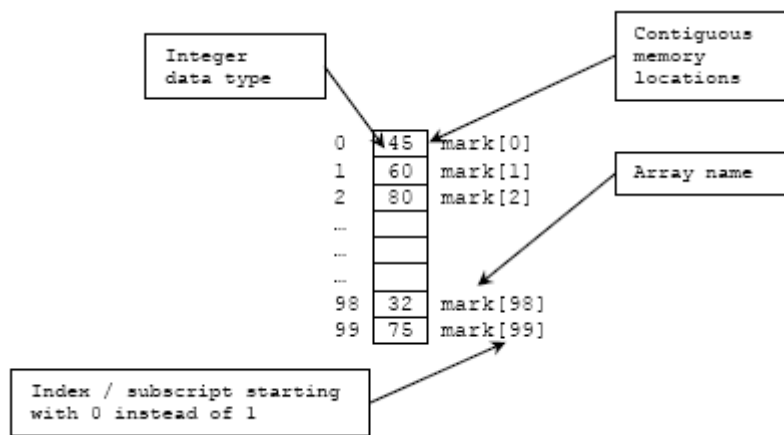 Integer
data type
Contiguous
memory
locations
0 45 mark[0]
1 60 mark[1]
2 80 mark[2]
…
…
…
98 32 mark[98]
99 75 mark[99]
Array name
Index / subscript starting
with 0 instead of 1